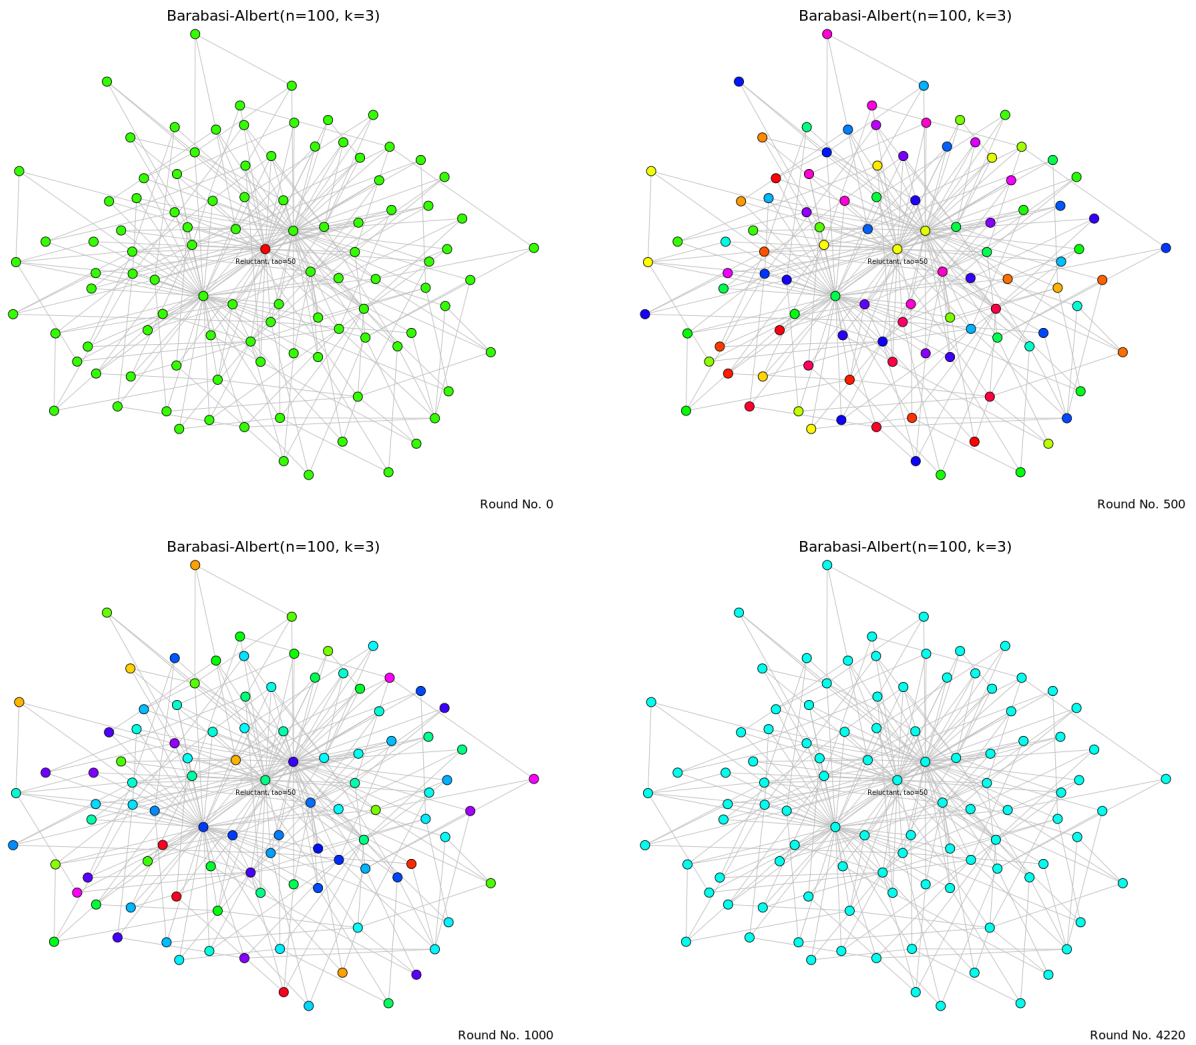 Barabasi-Albert(n=100, k=3)
Reluctant, tao=50
Round No. 0
Barabasi-Albert(n=100, k=3)
Reluctant, tao=50
Round No. 500
Barabasi-Albert(n=100, k=3)
Reluctant, tao=50
Round No. 1000
Barabasi-Albert(n=100, k=3)
Reluctant, tao=50
Round No. 4220